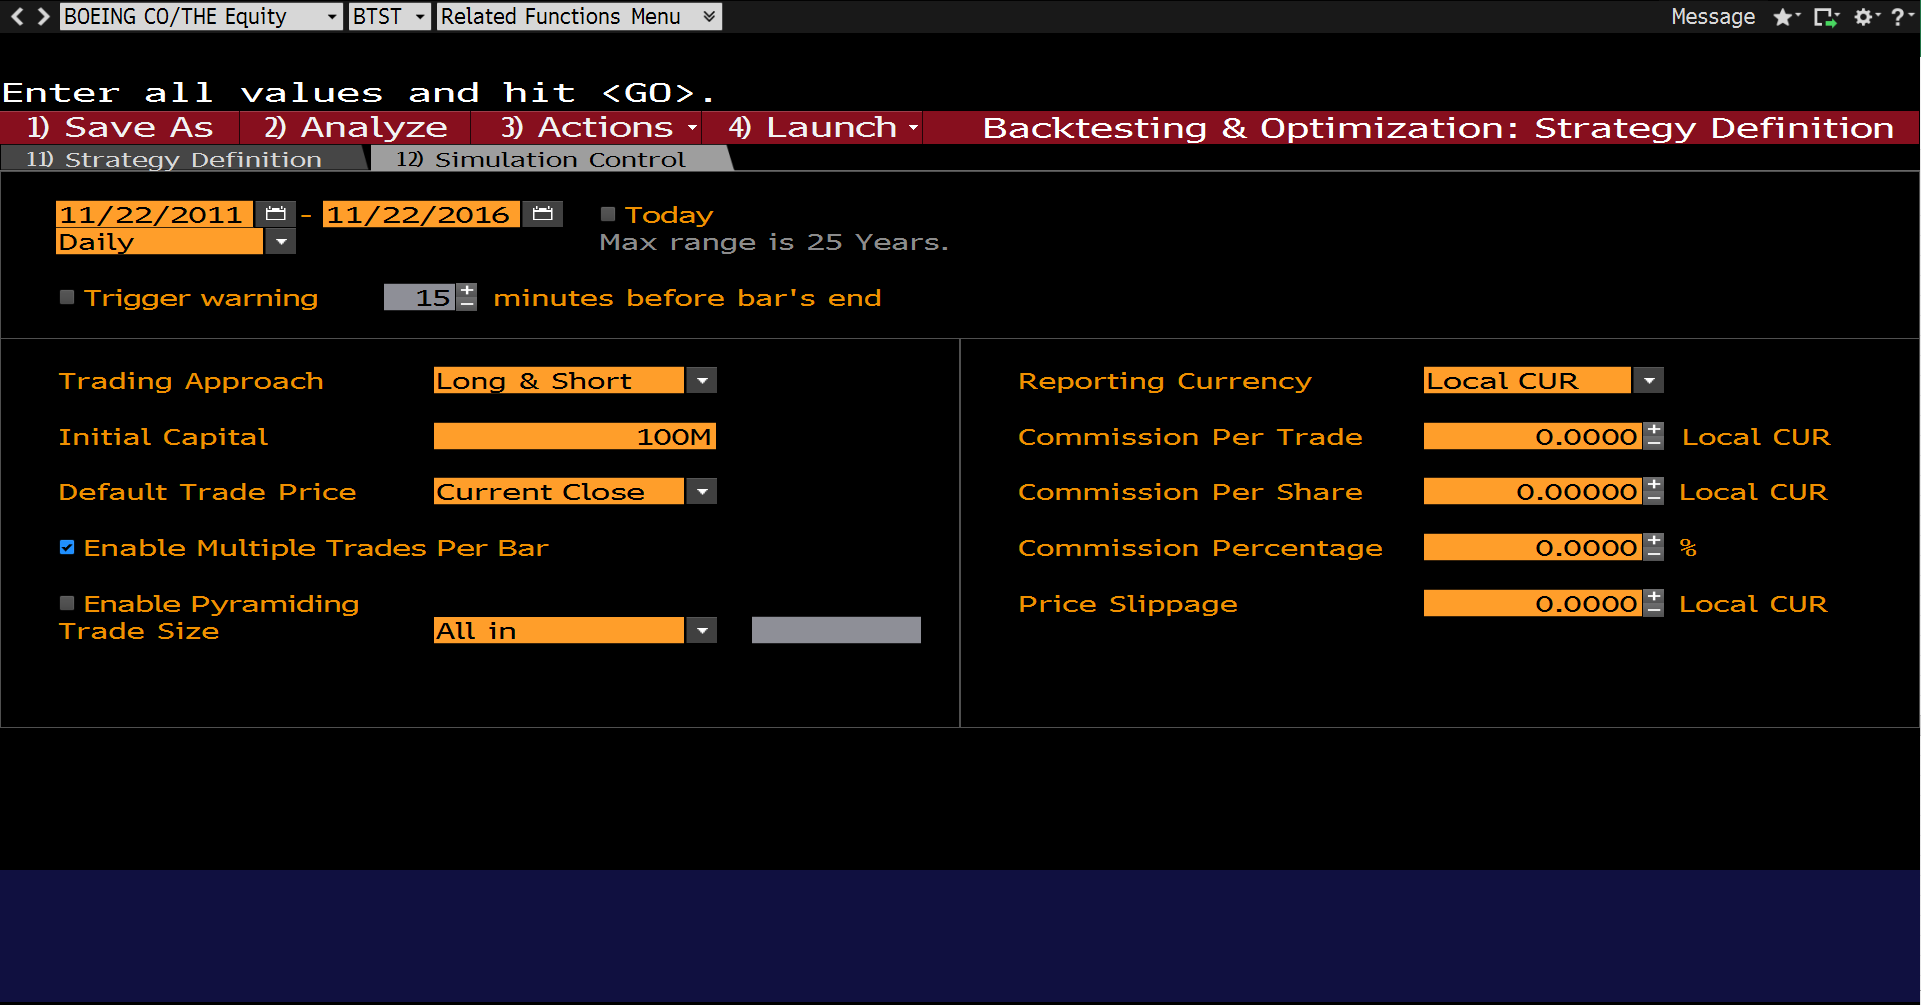 BOEING CO/THE Equity BTST Related Functions Menu Message
Enter all values and hit <GO>.
1) Save As 2) Analyze 3) Actions 4) Launch Backtesting & Optimization: Strategy Definition
11) Strategy Definition 12) Simulation Control
11/22/2011 - 11/22/2016 Today
Daily Max range is 25 Years.
Trigger warning 15 minutes before bar's end
Trading Approach Long & Short Reporting Currency Local CUR
Initial Capital 100M Commission Per Trade 0.0000 Local CUR
Default Trade Price Current Close Commission Per Share 0.00000 Local CUR
Enable Multiple Trades Per Bar Commission Percentage 0.0000 %
Enable Pyramiding Price Slippage 0.0000 Local CUR
Trade Size All in